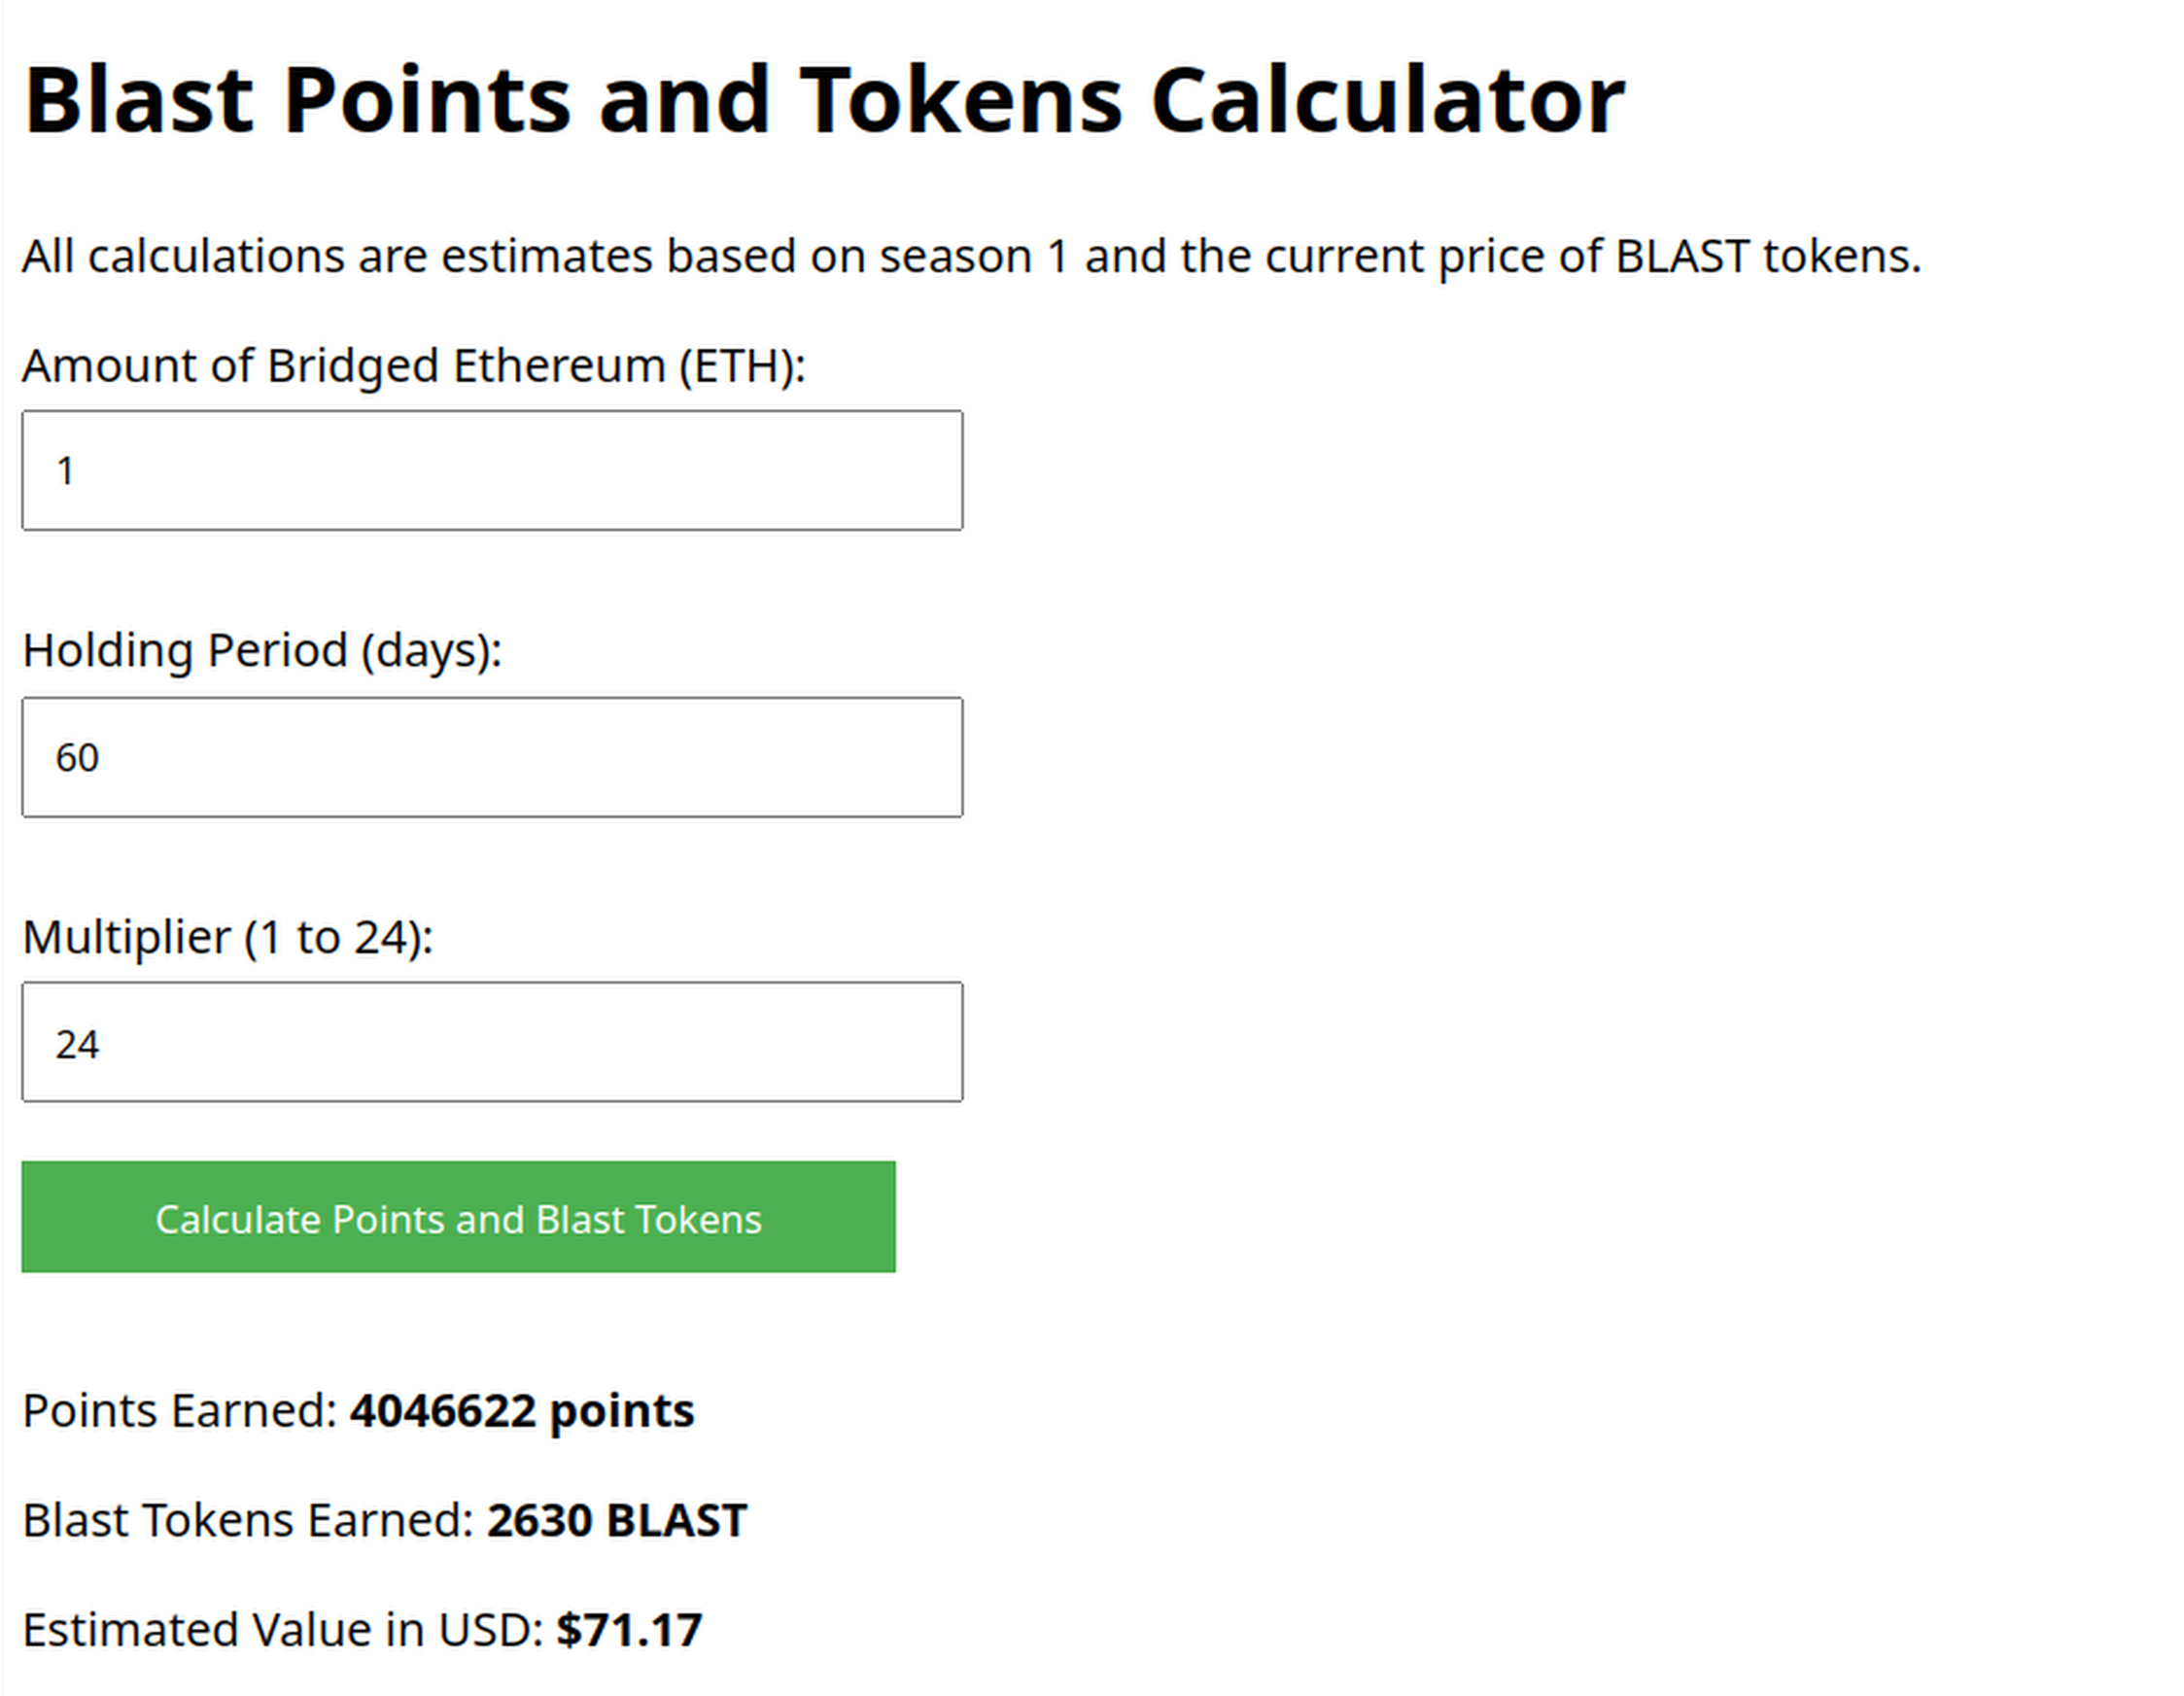 Blast Points and Tokens Calculator
All calculations are estimates based on season 1 and the current price of BLAST tokens.
Amount of Bridged Ethereum (ETH):
1
Holding Period (days):
60
Multiplier (1 to 24):
24
Calculate Points and Blast Tokens
Points Earned: 4046622 points
Blast Tokens Earned: 2630 BLAST
Estimated Value in USD: $71.17